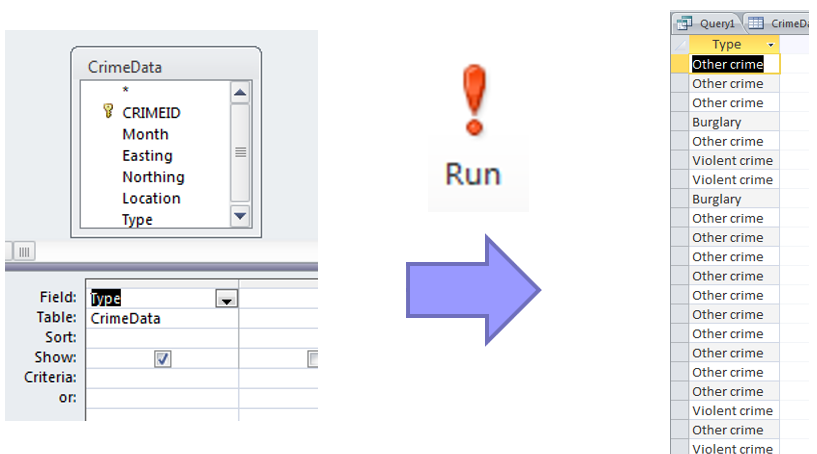 CrimeData
*
CRIMEID
Month
Easting
Northing
Location
Type
Field: Type
Table: CrimeData
Sort:
Show:
Criteria:
or:
Run
Query1 CrimeDa
Type
Other crime
Other crime
Other crime
Burglary
Other crime
Violent crime
Violent crime
Burglary
Other crime
Other crime
Other crime
Other crime
Other crime
Other crime
Other crime
Other crime
Other crime
Other crime
Violent crime
Other crime
Violent crime